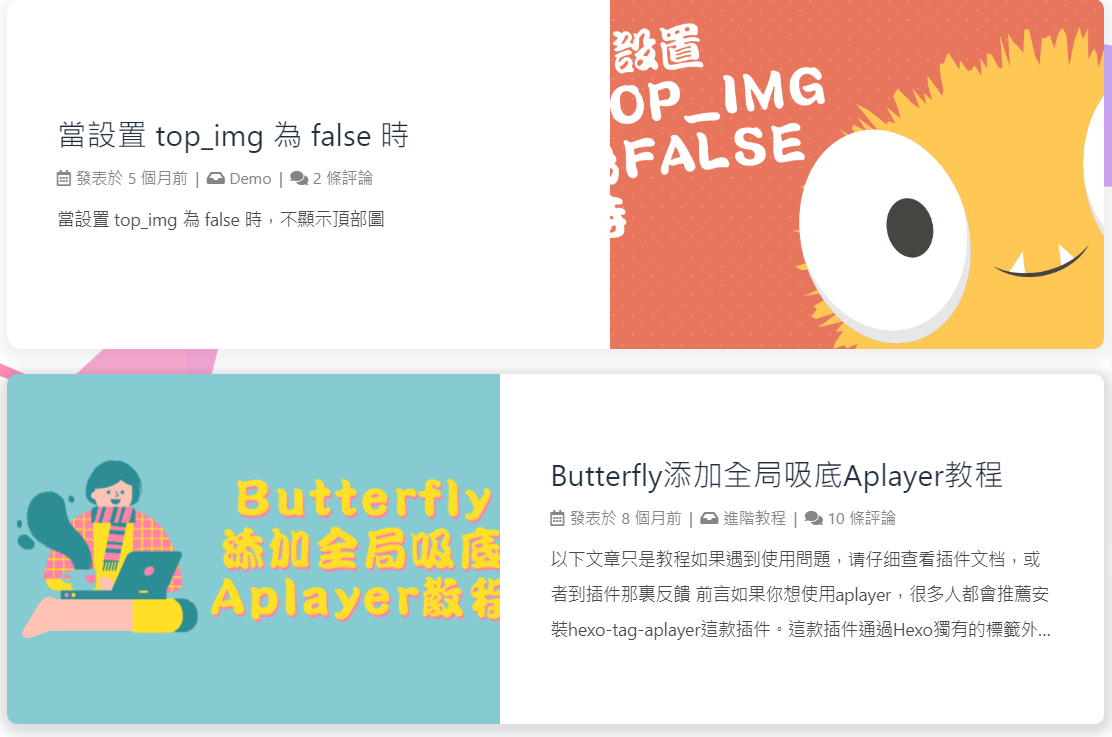 當設置 top_img 為 false 時
發表於 5 個月前 | Demo | 2 條評論
當設置 top_img 為 false 時，不顯示頂部圖
設置
OP_IMG
FALSE
Butterfly
添加全局吸底
Aplayer教程
Butterfly添加全局吸底Aplayer教程
發表於 8 個月前 | 進階教程 | 10 條評論
以下文章只是教程如果遇到使用問題，请仔细查看插件文档，或
者到插件那裏反饋 前言如果你想使用aplayer，很多人都會推薦安
裝hexo-tag-aplayer這款插件。這款插件通過Hexo獨有的標籤外...